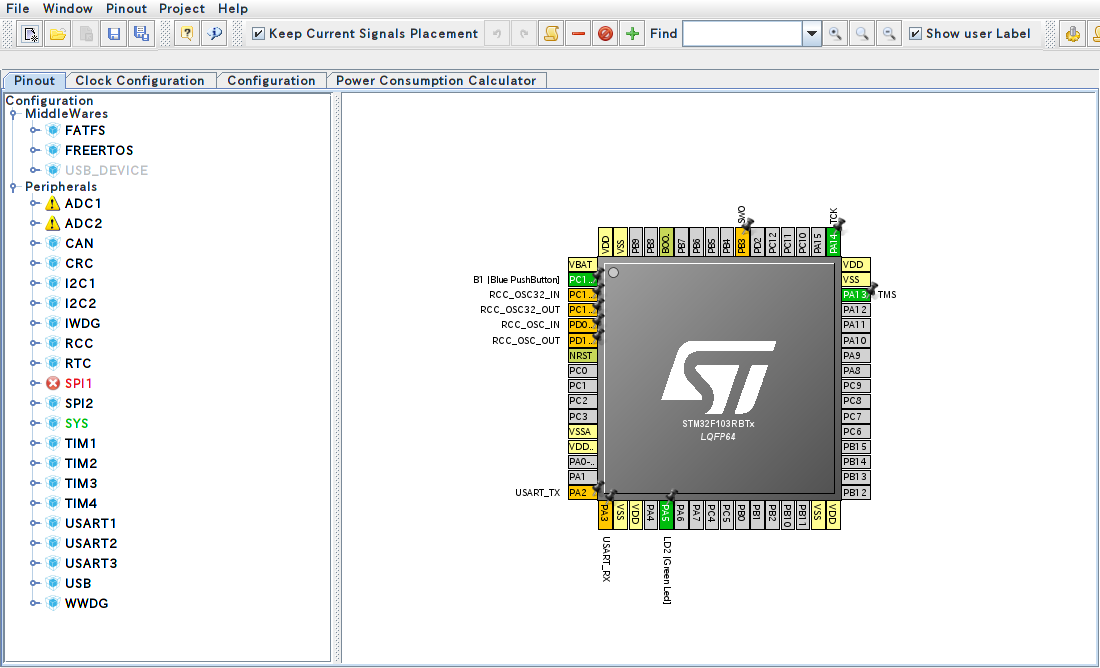 File Window Pinout Project Help
Keep Current Signals Placement Find Show user Label
Pinout Clock Configuration Configuration Power Consumption Calculator
Configuration
MiddleWares
FATFS
FREERTOS
USB_DEVICE
Peripherals
ADC1
ADC2
CAN
CRC
I2C1
I2C2
IWDG
RCC
RTC
SPI1
SPI2
SYS
TIM1
TIM2
TIM3
TIM4
USART1
USART2
USART3
USB
WWDG
SWO
TCK
VDD VSS PB9 PB8 BOO. PB7 PB6 PB5 PB4 PB3 PD2 PC12 PC11 PC10 PA15 PA14
VBAT
B1 [Blue PushButton] PC1...
RCC_OSC32_IN PC1...
RCC_OSC32_OUT PC1...
RCC_OSC_IN PD0...
RCC_OSC_OUT PD1...
NRST
PC0
PC1
PC2
PC3
VSSA
VDD..
PA0-..
PA1
USART_TX PA2
VDD
VSS
PA13 TMS
PA12
PA11
PA10
PA9
PA8
PC9
PC8
PC7
PC6
PB15
PB14
PB13
PB12
ST
STM32F103RBTx
LQFP64
PA3 VSS VDD PA4 PA5 PA6 PA7 PC4 PC5 PB0 PB1 PB2 PB10 PB11 VSS VDD
USART_RX
LD2 [Green Led]